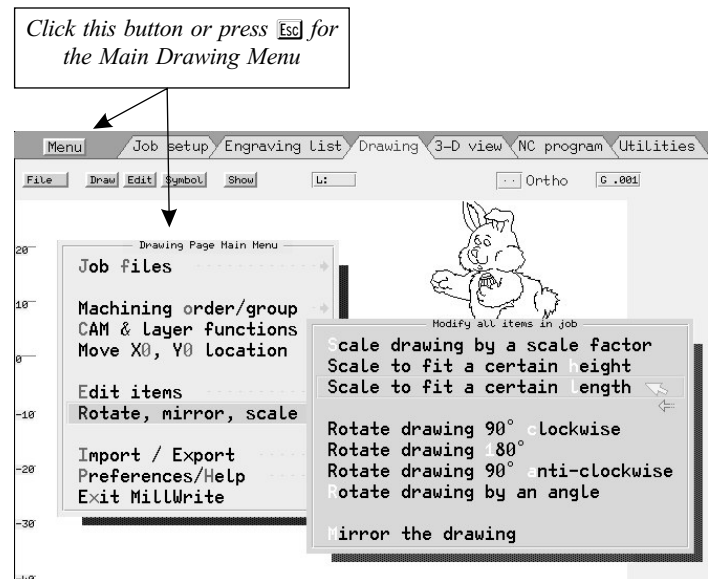 Click this button or press Esc for
the Main Drawing Menu
Menu Job setup Engraving list Drawing 3-D view NC program Utilities
File Draw Edit Symbol Show L: Ortho G .001
20
10
0
-10
-20
-30
-40
Drawing Page Main Menu
Job files
Machining order/group
CAM & layer functions
Move X0, Y0 location
Edit items
Rotate, mirror, scale
Import / Export
Preferences/Help
Exit MillWrite
Modify all items in job
Scale drawing by a scale factor
Scale to fit a certain height
Scale to fit a certain length
Rotate drawing 90° clockwise
Rotate drawing 180°
Rotate drawing 90° anti-clockwise
Rotate drawing by an angle
Mirror the drawing